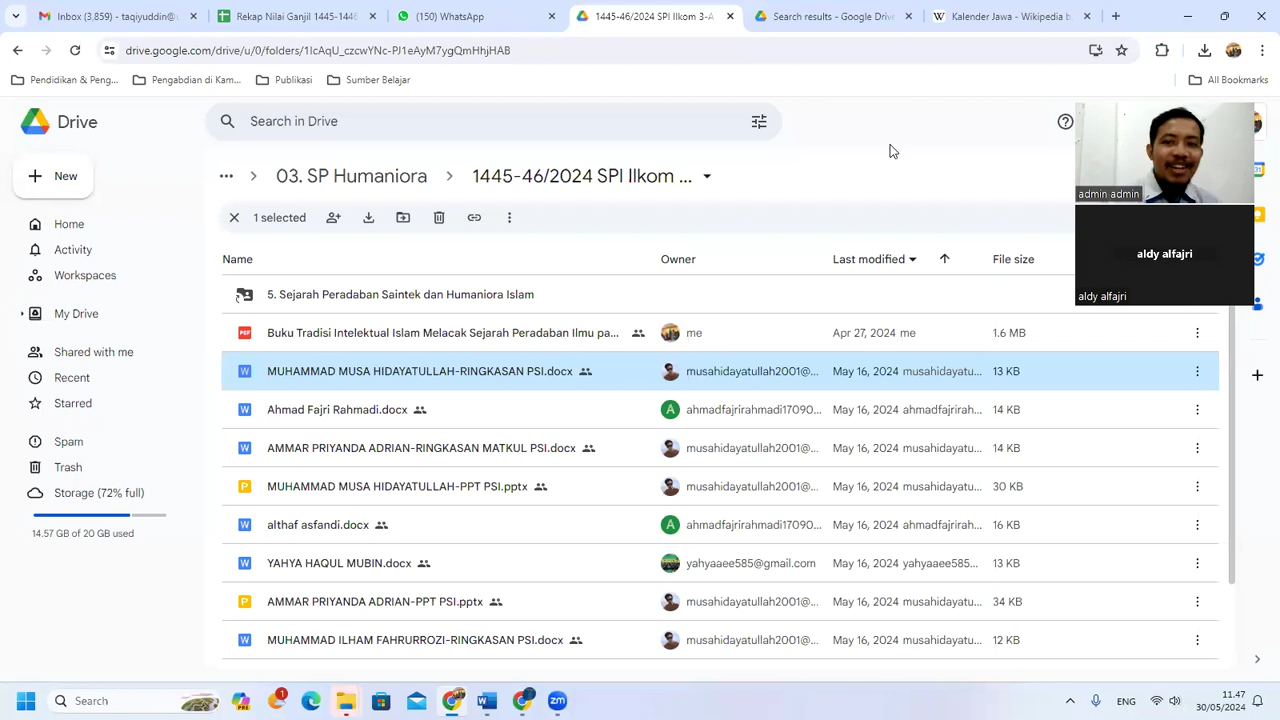 Inbox (3,859) - taqiyuddin@u
Rekap Nilai Ganjil 1445-1446
(150) WhatsApp
1445-46/2024 SPI Ilkom 3-A
Search results - Google Drive
Kalender Jawa - Wikipedia b
drive.google.com/drive/u/0/folders/1IcAqU_czcwYNc-PJ1eAyM7ygQmHhjHAB
Pendidikan & Peng...
Pengabdian di Kam...
Publikasi
Sumber Belajar
All Bookmarks
Drive
Search in Drive
New
03. SP Humaniora
1445-46/2024 SPI Ilkom ...
admin admin
1 selected
Home
Activity
Workspaces
My Drive
Shared with me
Recent
Starred
Spam
Trash
Storage (72% full)
14.57 GB of 20 GB used
aldy alfajri
aldy alfajri
Name Owner Last modified File size
5. Sejarah Peradaban Saintek dan Humaniora Islam
PDF Buku Tradisi Intelektual Islam Melacak Sejarah Peradaban Ilmu pa... me Apr 27, 2024 me 1.6 MB
W MUHAMMAD MUSA HIDAYATULLAH-RINGKASAN PSI.docx musahidayatullah2001@... May 16, 2024 musahidayatu... 13 KB
W Ahmad Fajri Rahmadi.docx A ahmadfajrirahmadi17090... May 16, 2024 ahmadfajrirah... 14 KB
W AMMAR PRIYANDA ADRIAN-RINGKASAN MATKUL PSI.docx musahidayatullah2001@... May 16, 2024 musahidayatu... 14 KB
P MUHAMMAD MUSA HIDAYATULLAH-PPT PSI.pptx musahidayatullah2001@... May 16, 2024 musahidayatu... 30 KB
W althaf asfandi.docx A ahmadfajrirahmadi17090... May 16, 2024 ahmadfajrirah... 16 KB
W YAHYA HAQUL MUBIN.docx yahyaaee585@gmail.com May 16, 2024 yahyaaee585... 13 KB
P AMMAR PRIYANDA ADRIAN-PPT PSI.pptx musahidayatullah2001@... May 16, 2024 musahidayatu... 34 KB
W MUHAMMAD ILHAM FAHRURROZI-RINGKASAN PSI.docx musahidayatullah2001@... May 16, 2024 musahidayatu... 12 KB
Search
1
zm
ENG
11.47
30/05/2024